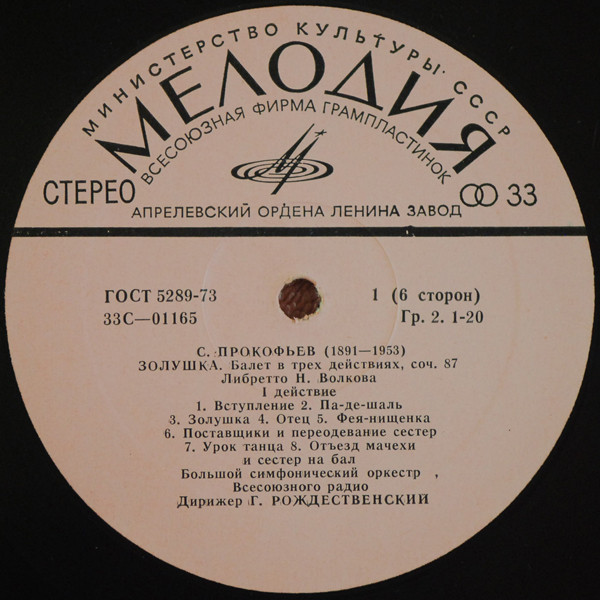 МИНИСТЕРСТВО КУЛЬТУРЫ СССР
МЕЛОДИЯ
ВСЕСОЮЗНАЯ ФИРМА ГРАМПЛАСТИНОК
СТЕРЕО
33
АПРЕЛЕВСКИЙ ОРДЕНА ЛЕНИНА ЗАВОД
ГОСТ 5289-73
1 (6 сторон)
33С—01165
Гр. 2. 1-20
С. ПРОКОФЬЕВ (1891—1953)
ЗОЛУШКА. Балет в трех действиях, соч. 87
Либретто Н. Волкова
1 действие
1. Вступление 2. Па-де-шаль
3. Золушка 4. Отец 5. Фея-нищенка
6. Поставщики и переодевание сестер
7. Урок танца 8. Отъезд мачехи
и сестер на бал
Большой симфонический оркестр ,
Всесоюзного радио
Дирижер Г. РОЖДЕСТВЕНСКИЙ